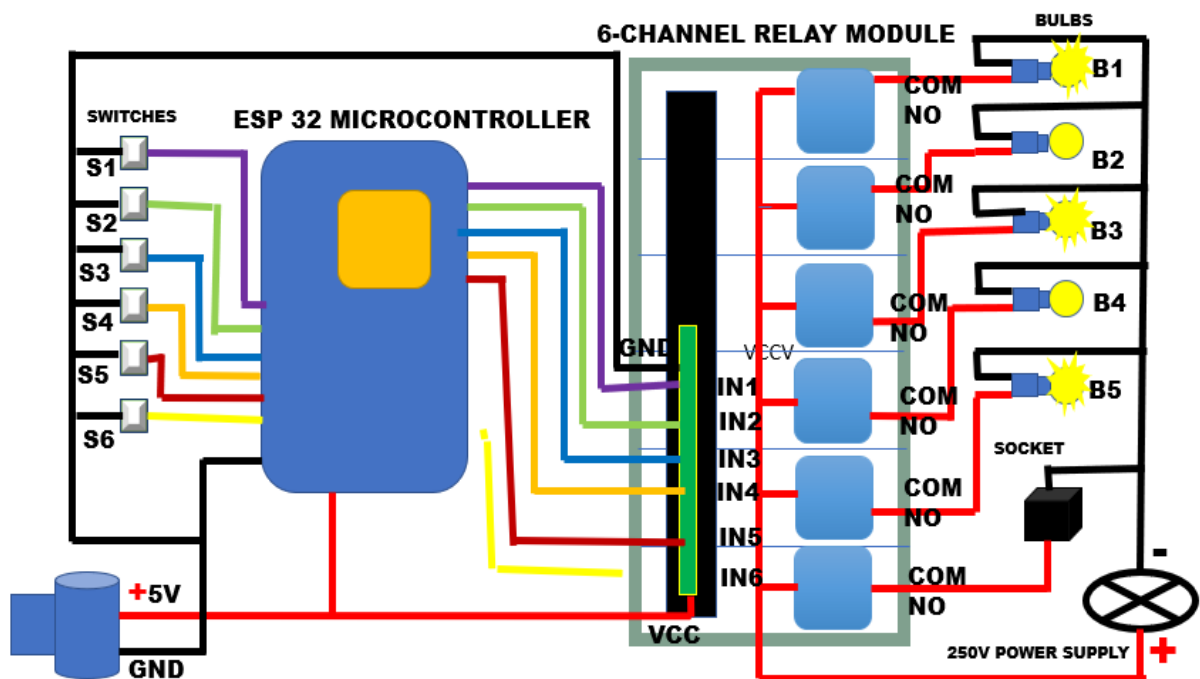 BULBS
6-CHANNEL RELAY MODULE
B1
COM
NO
SWITCHES
ESP 32 MICROCONTROLLER
S1
B2
COM
NO
S2
B3
S3
COM
NO
B4
S4
GND
VCCV
S5
IN1
B5
COM
NO
IN2
S6
SOCKET
IN3
IN4
COM
NO
IN5
-
IN6
COM
NO
+5V
VCC
250V POWER SUPPLY +
GND